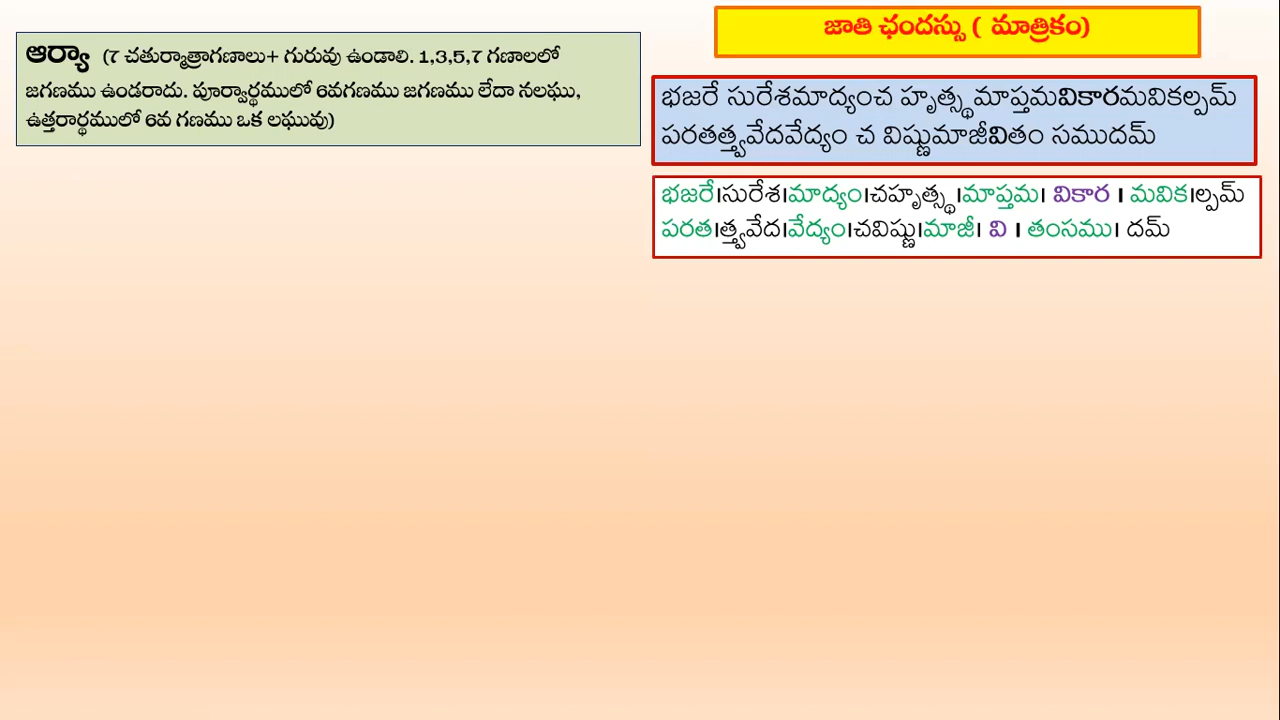 జాతి ఛందస్సు ( మాత్రికం)
ఆర్యా (7 చతుర్మాత్రాగణాలు+ గురువు ఉండాలి. 1,3,5,7 గణాలలో
జగణము ఉండరాదు. పూర్వార్థములో 6వగణము జగణము లేదా నలఘు,
ఉత్తరార్థములో 6వ గణము ఒక లఘువు)
భజరే సురేశమాద్యంచ హృత్స్థమాప్తమవికారమవికల్పమ్
పరతత్త్వవేదవేద్యం చ విష్ణుమాజీవితం సముదమ్
భజరే।సురేశ।మాద్యం।చహృత్స్థ।మాప్తమ। వికార । మవిక।ల్పమ్
పరత।త్త్వవేద।వేద్యం।చవిష్ణు।మాజీ। వి । తంసము। దమ్